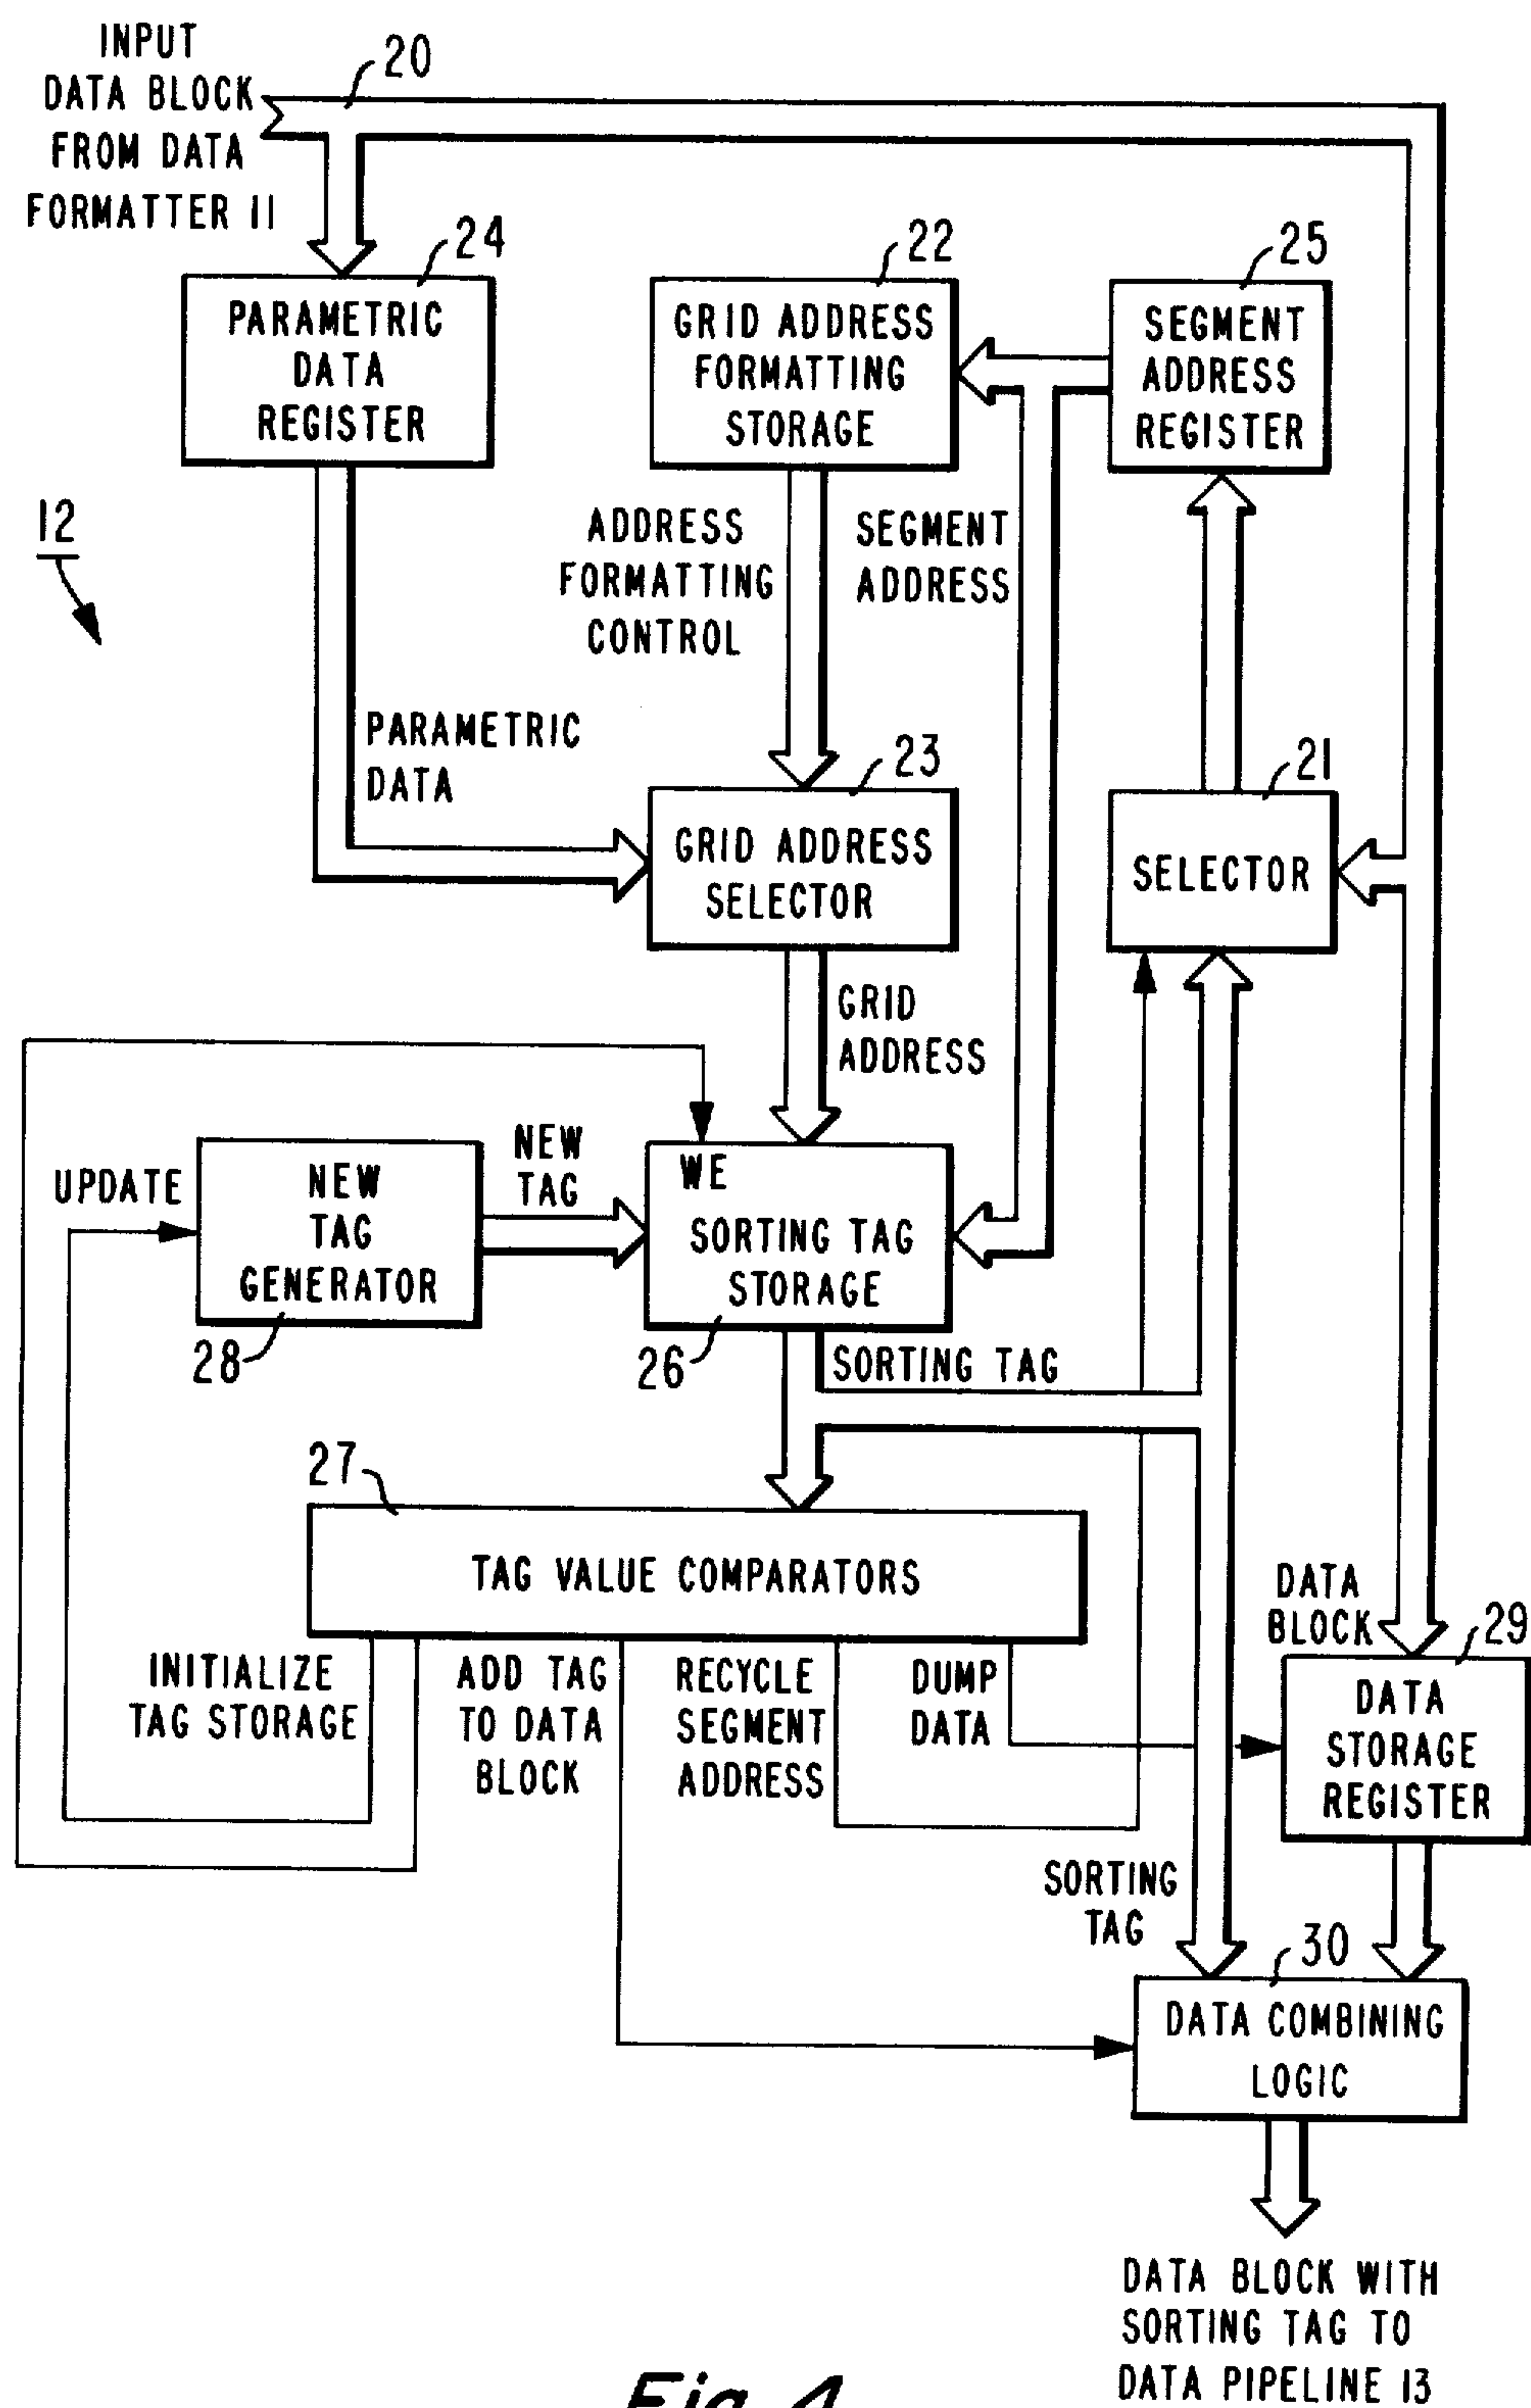 INPUT
DATA BLOCK
FROM DATA
FORMATTER 11
20
24
PARAMETRIC
DATA
REGISTER
22
GRID ADDRESS
FORMATTING
STORAGE
25
SEGMENT
ADDRESS
REGISTER
12
ADDRESS
FORMATTING
CONTROL
SEGMENT
ADDRESS
PARAMETRIC
DATA
23
GRID ADDRESS
SELECTOR
21
SELECTOR
GRID
ADDRESS
UPDATE
NEW
TAG
GENERATOR
28
NEW
TAG
WE
SORTING TAG
STORAGE
26
SORTING TAG
27
TAG VALUE COMPARATORS
INITIALIZE
TAG STORAGE
ADD TAG
TO DATA
BLOCK
RECYCLE
SEGMENT
ADDRESS
DUMP
DATA
DATA
BLOCK
29
DATA
STORAGE
REGISTER
SORTING
TAG
30
DATA COMBINING
LOGIC
DATA BLOCK WITH
SORTING TAG TO
DATA PIPELINE 13
Fig. 4